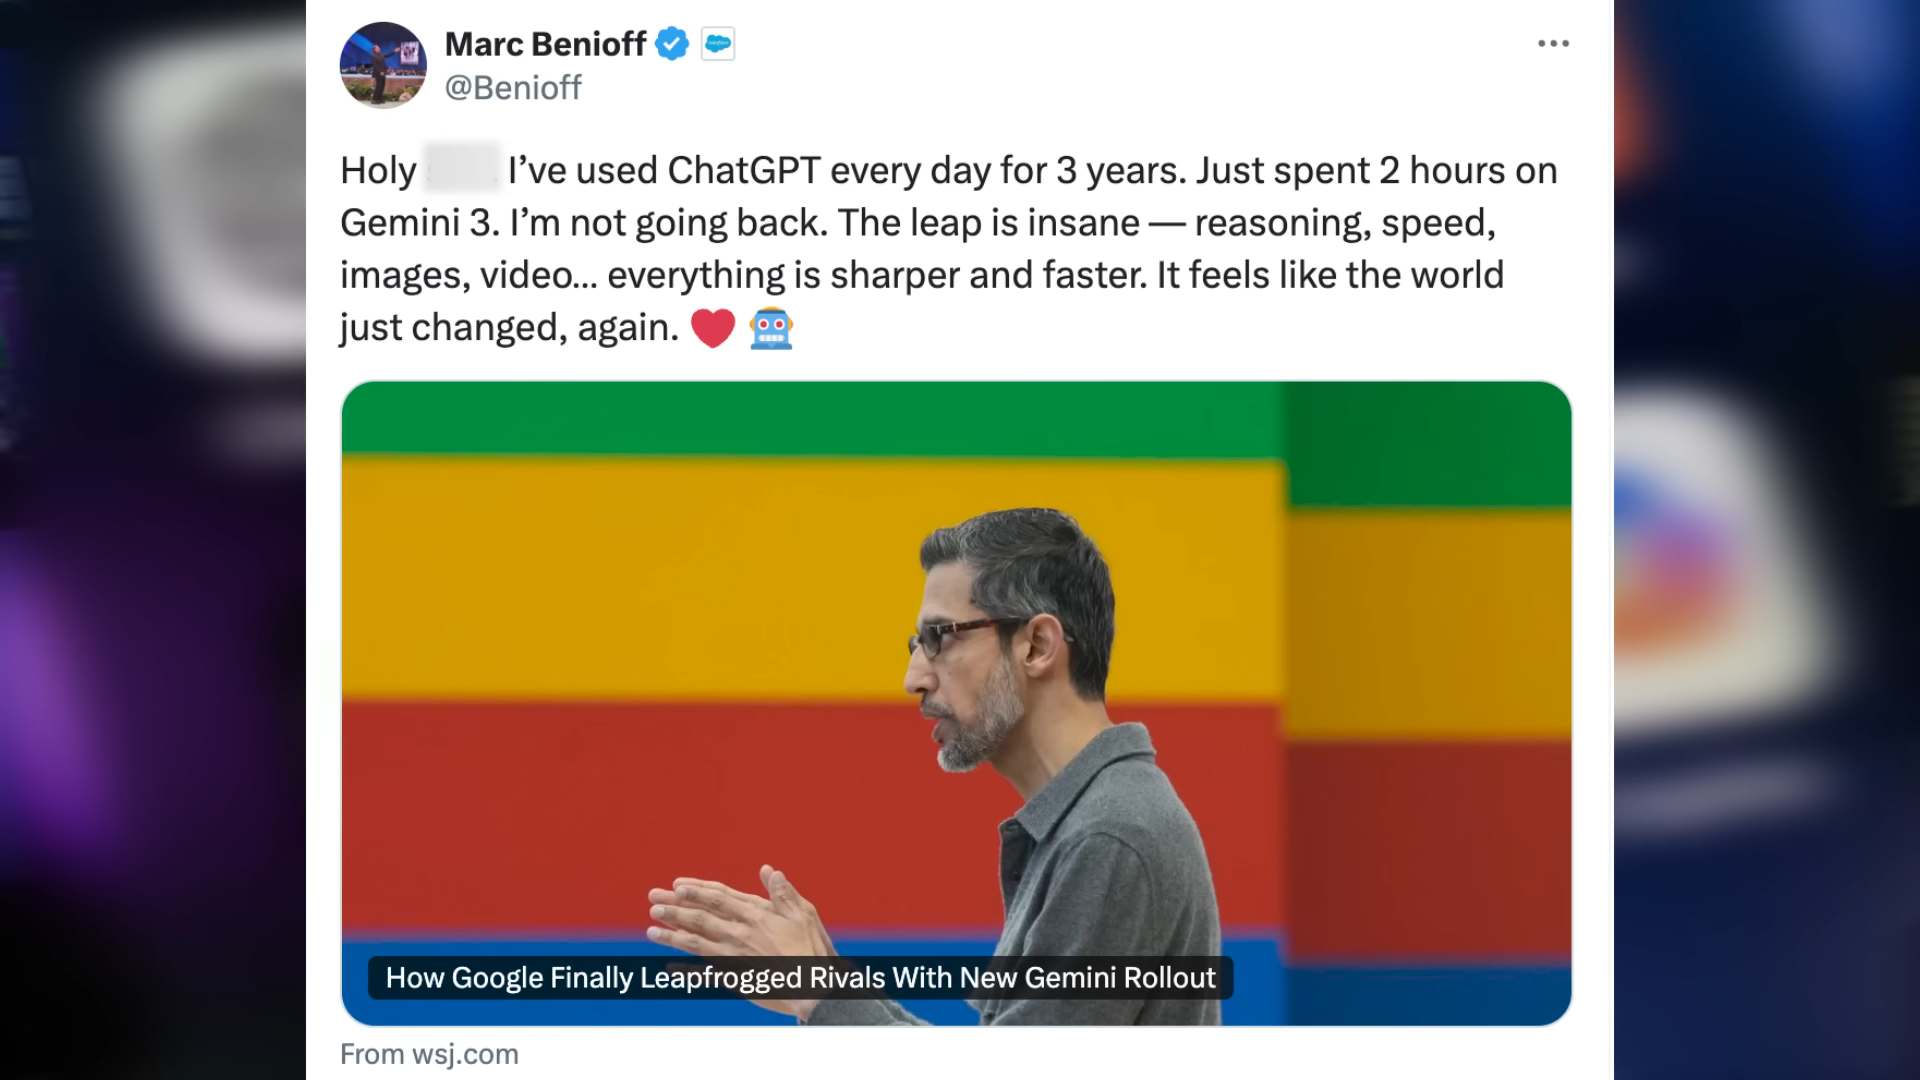 Marc Benioff
@Benioff
Holy I’ve used ChatGPT every day for 3 years. Just spent 2 hours on
Gemini 3. I’m not going back. The leap is insane — reasoning, speed,
images, video... everything is sharper and faster. It feels like the world
just changed, again. ❤️ 🤖
How Google Finally Leapfrogged Rivals With New Gemini Rollout
From wsj.com